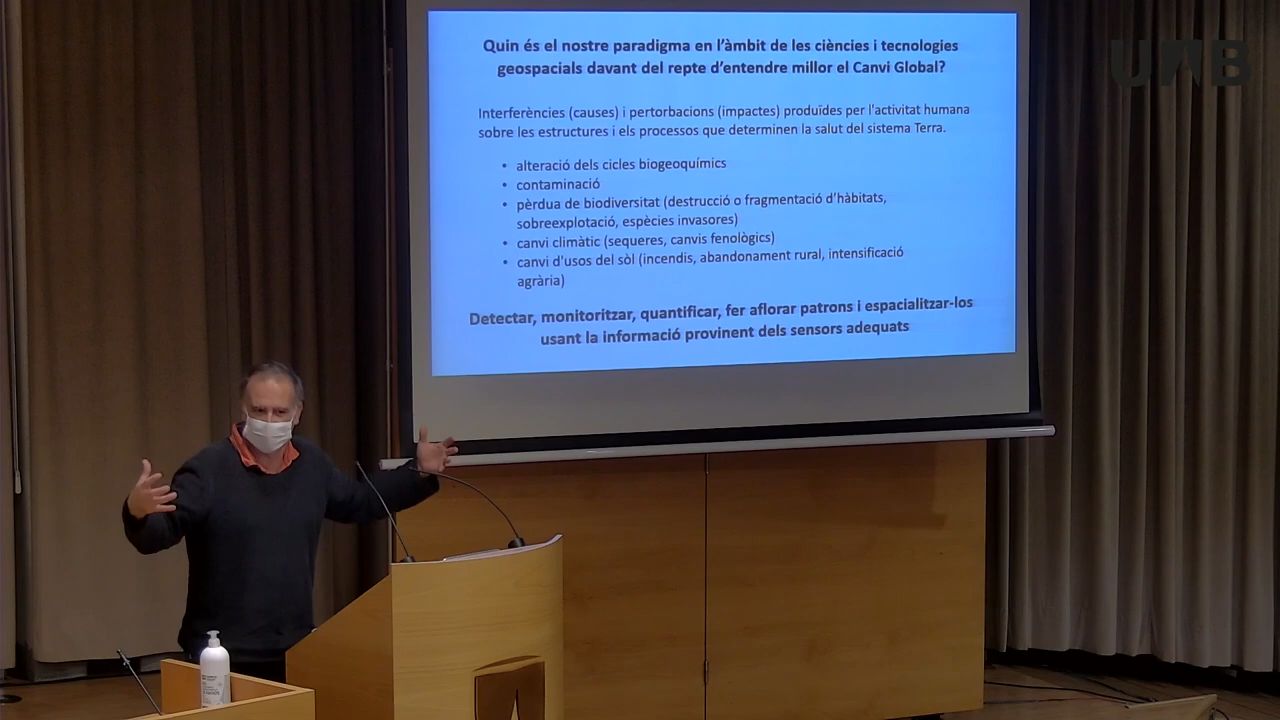 Quin és el nostre paradigma en l'àmbit de les ciències i tecnologies
geospacials davant del repte d'entendre millor el Canvi Global?
Interferències (causes) i pertorbacions (impactes) produïdes per l'activitat humana
sobre les estructures i els processos que determinen la salut del sistema Terra.
• alteració dels cicles biogeoquímics
• contaminació
• pèrdua de biodiversitat (destrucció o fragmentació d'hàbitats,
sobreexplotació, espècies invasores)
• canvi climàtic (sequeres, canvis fenològics)
• canvi d'usos del sòl (incendis, abandonament rural, intensificació
agrària)
Detectar, monitoritzar, quantificar, fer aflorar patrons i espacialitzar-los
usant la informació provinent dels sensors adequats
UAB